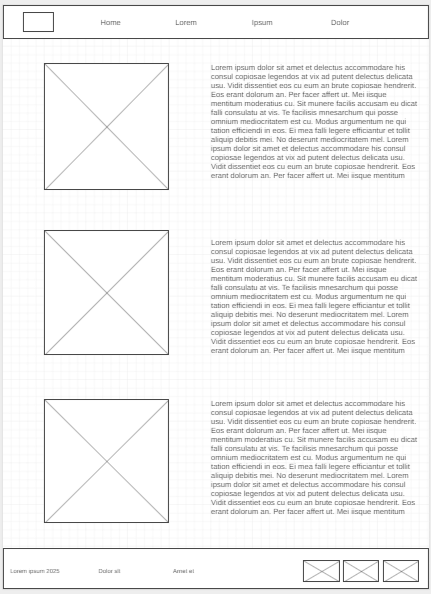 Home Lorem Ipsum Dolor
Lorem ipsum dolor sit amet et delectus accommodare his
consul copiosae legendos at vix ad putent delectus delicata
usu. Vidit dissentiet eos cu eum an brute copiosae hendrerit.
Eos erant dolorum an. Per facer affert ut. Mei iisque
mentitum moderatius cu. Sit munere facilis accusam eu dicat
falli consulatu at vis. Te facilisis mnesarchum qui posse
omnium mediocritatem est cu. Modus argumentum ne qui
tation efficiendi in eos. Ei mea falli legere efficiantur et tollit
aliquip debitis mei. No deserunt mediocritatem mel. Lorem
ipsum dolor sit amet et delectus accommodare his consul
copiosae legendos at vix ad putent delectus delicata usu.
Vidit dissentiet eos cu eum an brute copiosae hendrerit. Eos
erant dolorum an. Per facer affert ut. Mei iisque mentitum
Lorem ipsum dolor sit amet et delectus accommodare his
consul copiosae legendos at vix ad putent delectus delicata
usu. Vidit dissentiet eos cu eum an brute copiosae hendrerit.
Eos erant dolorum an. Per facer affert ut. Mei iisque
mentitum moderatius cu. Sit munere facilis accusam eu dicat
falli consulatu at vis. Te facilisis mnesarchum qui posse
omnium mediocritatem est cu. Modus argumentum ne qui
tation efficiendi in eos. Ei mea falli legere efficiantur et tollit
aliquip debitis mei. No deserunt mediocritatem mel. Lorem
ipsum dolor sit amet et delectus accommodare his consul
copiosae legendos at vix ad putent delectus delicata usu.
Vidit dissentiet eos cu eum an brute copiosae hendrerit. Eos
erant dolorum an. Per facer affert ut. Mei iisque mentitum
Lorem ipsum dolor sit amet et delectus accommodare his
consul copiosae legendos at vix ad putent delectus delicata
usu. Vidit dissentiet eos cu eum an brute copiosae hendrerit.
Eos erant dolorum an. Per facer affert ut. Mei iisque
mentitum moderatius cu. Sit munere facilis accusam eu dicat
falli consulatu at vis. Te facilisis mnesarchum qui posse
omnium mediocritatem est cu. Modus argumentum ne qui
tation efficiendi in eos. Ei mea falli legere efficiantur et tollit
aliquip debitis mei. No deserunt mediocritatem mel. Lorem
ipsum dolor sit amet et delectus accommodare his consul
copiosae legendos at vix ad putent delectus delicata usu.
Vidit dissentiet eos cu eum an brute copiosae hendrerit. Eos
erant dolorum an. Per facer affert ut. Mei iisque mentitum
Lorem ipsum 2025 Dolor sit Amet et